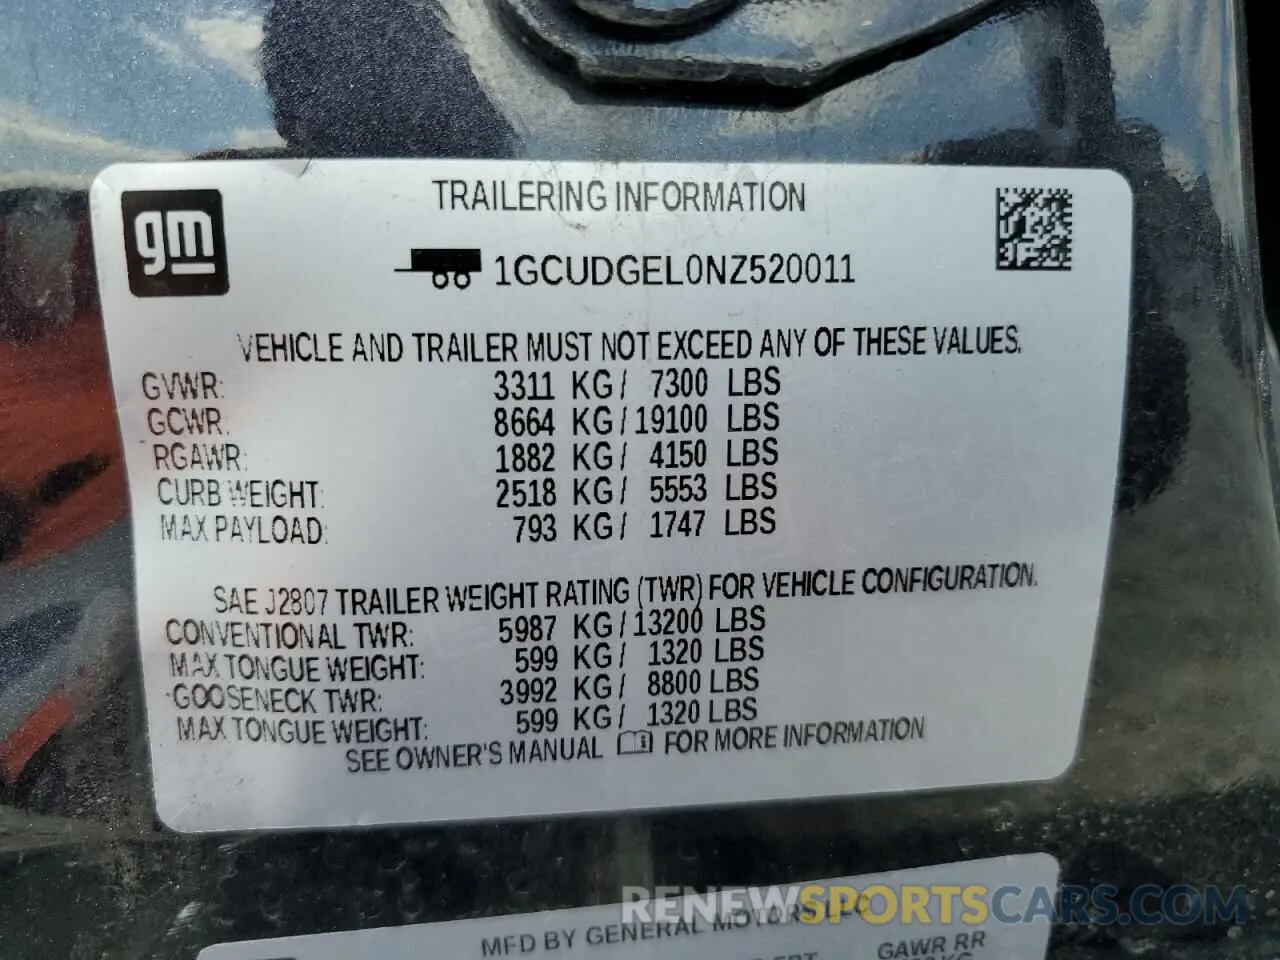 gm
TRAILERING INFORMATION
1GCUDGEL0NZ520011
VEHICLE AND TRAILER MUST NOT EXCEED ANY OF THESE VALUES.
GVWR: 3311 KG/ 7300 LBS
GCWR: 8664 KG/19100 LBS
RGAWR: 1882 KG/ 4150 LBS
CURB WEIGHT: 2518 KG/ 5553 LBS
MAX PAYLOAD: 793 KG/ 1747 LBS
SAE J2807 TRAILER WEIGHT RATING (TWR) FOR VEHICLE CONFIGURATION.
CONVENTIONAL TWR: 5987 KG/13200 LBS
MAX TONGUE WEIGHT: 599 KG/ 1320 LBS
GOOSENECK TWR: 3992 KG/ 8800 LBS
MAX TONGUE WEIGHT: 599 KG/ 1320 LBS
SEE OWNER'S MANUAL FOR MORE INFORMATION
RENEWSPORTSCARS.COM
MFD BY GENERAL MOTORS LLC
GAWR RR